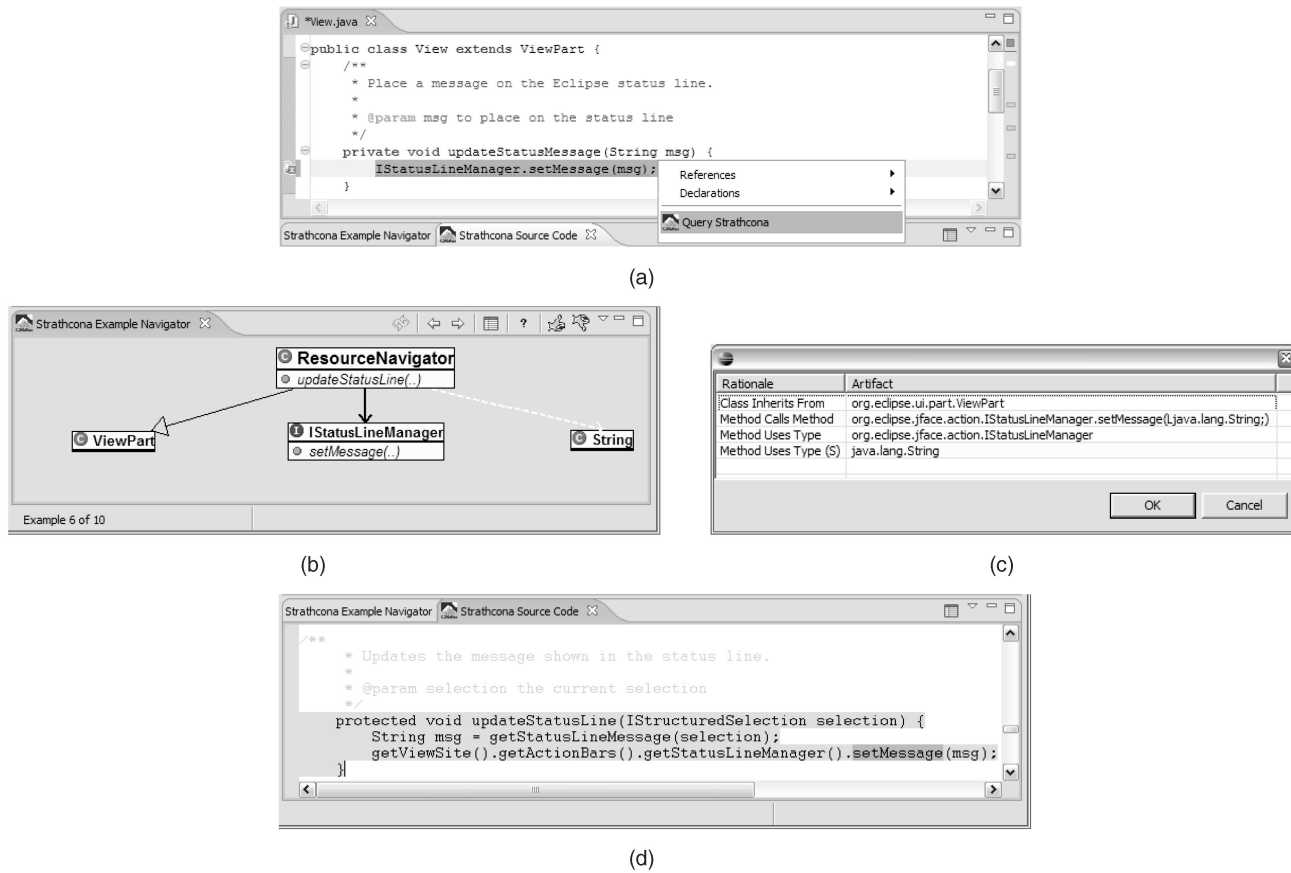 *View.java
public class View extends ViewPart {
/**
* Place a message on the Eclipse status line.
*
* @param msg to place on the status line
*/
private void updateStatusMessage(String msg) {
IStatusLineManager.setMessage(msg);
}
References
Declarations
Query Strathcona
Strathcona Example Navigator
Strathcona Source Code
(a)
Strathcona Example Navigator
?
C ResourceNavigator
updateStatusLine(..)
C ViewPart
I IStatusLineManager
setMessage(..)
C String
Example 6 of 10
(b)
Rationale Artifact
Class Inherits From org.eclipse.ui.part.ViewPart
Method Calls Method org.eclipse.jface.action.IStatusLineManager.setMessage(Ljava.lang.String;)
Method Uses Type org.eclipse.jface.action.IStatusLineManager
Method Uses Type (S) java.lang.String
OK Cancel
(c)
Strathcona Example Navigator Strathcona Source Code
/**
* Updates the message shown in the status line.
*
* @param selection the current selection
*/
protected void updateStatusLine(IStructuredSelection selection) {
String msg = getStatusLineMessage(selection);
getViewSite().getActionBars().getStatusLineManager().setMessage(msg);
}
(d)